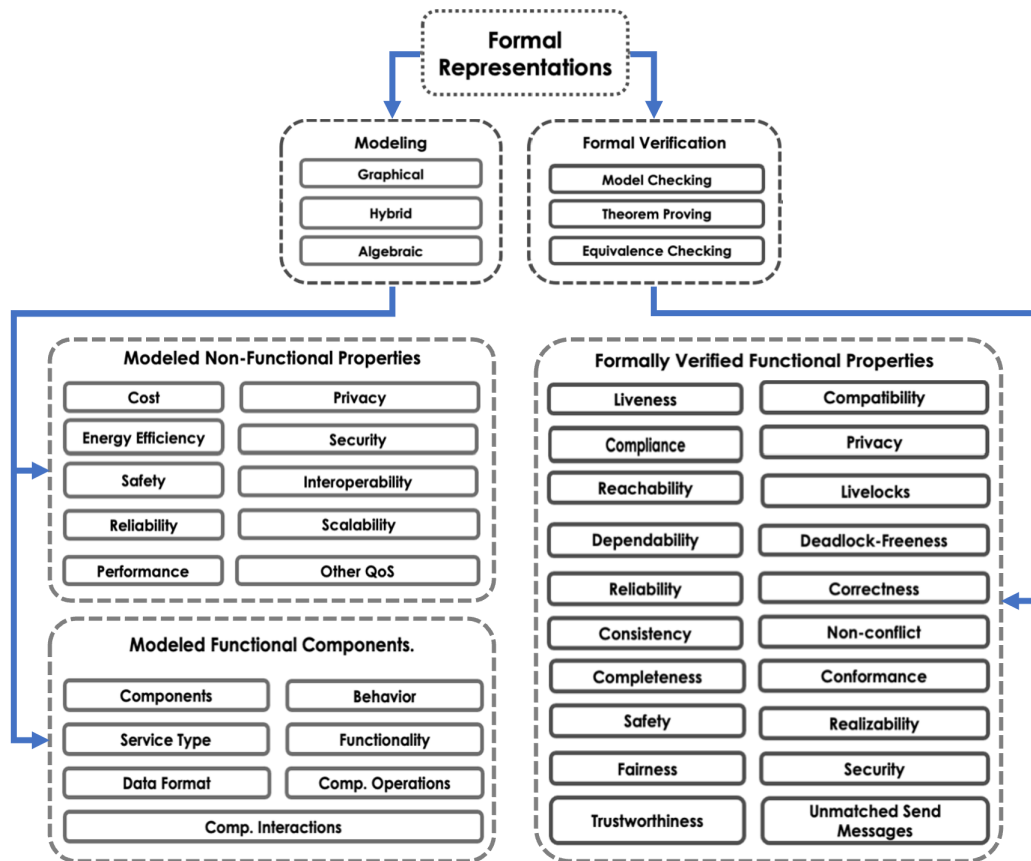 Formal
Representations
Modeling
Graphical
Hybrid
Algebraic
Formal Verification
Model Checking
Theorem Proving
Equivalence Checking
Modeled Non-Functional Properties
Cost
Privacy
Energy Efficiency
Security
Safety
Interoperability
Reliability
Scalability
Performance
Other QoS
Modeled Functional Components.
Components
Behavior
Service Type
Functionality
Data Format
Comp. Operations
Comp. Interactions
Formally Verified Functional Properties
Liveness
Compatibility
Compliance
Privacy
Reachability
Livelocks
Dependability
Deadlock-Freeness
Reliability
Correctness
Consistency
Non-conflict
Completeness
Conformance
Safety
Realizability
Fairness
Security
Trustworthiness
Unmatched Send
Messages